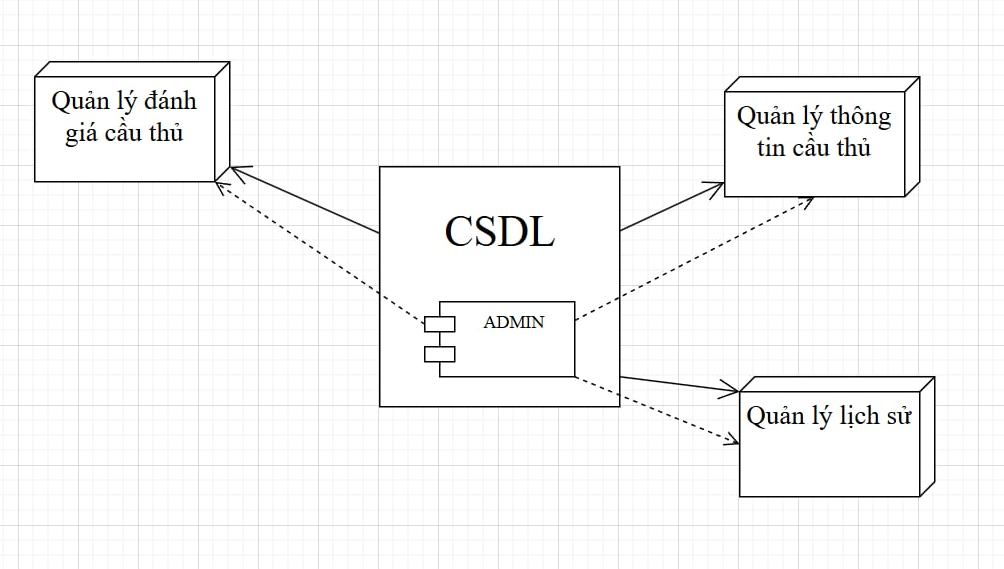 Quản lý đánh
giá cầu thủ
Quản lý thông
tin cầu thủ
CSDL
ADMIN
Quản lý lịch sử